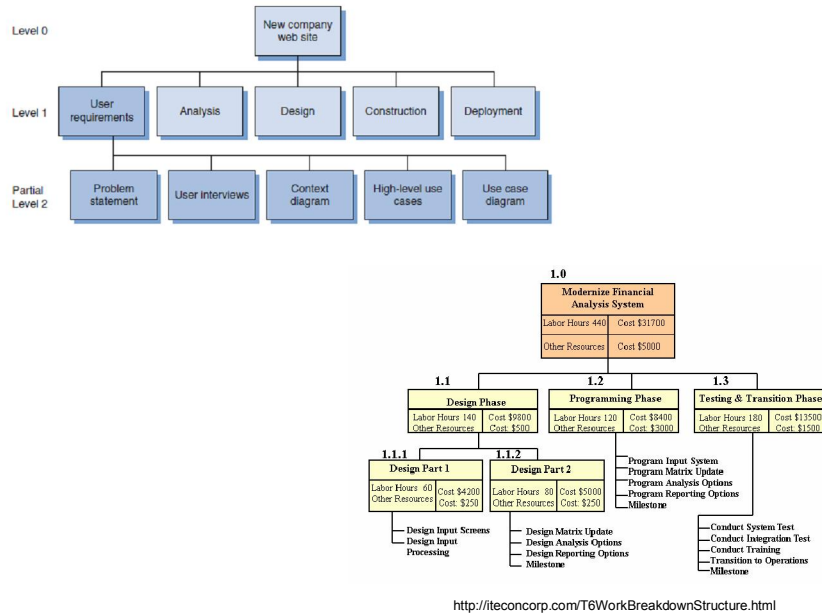 Level 0
New company
web site
Level 1
User
requirements
Analysis
Design
Construction
Deployment
Partial
Level 2
Problem
statement
User interviews
Context
diagram
High-level use
cases
Use case
diagram
1.0
Modernize Financial
Analysis System
Labor Hours 440 Cost $31700
Other Resources Cost $5000
1.1
Design Phase
Labor Hours 140 Cost $9800
Other Resources Cost: $500
1.2
Programming Phase
Labor Hours 120 Cost $8400
Other Resources Cost: $3000
1.3
Testing & Transition Phase
Labor Hours 180 Cost $13500
Other Resources Cost: $1500
1.1.1
Design Part 1
Labor Hours 60 Cost $4200
Other Resources Cost: $250
1.1.2
Design Part 2
Labor Hours 80 Cost $5000
Other Resources Cost: $250
Design Input Screens
Design Input
Processing
Design Matrix Update
Design Analysis Options
Design Reporting Options
Milestone
Program Input System
Program Matrix Update
Program Analysis Options
Program Reporting Options
Milestone
Conduct System Test
Conduct Integration Test
Conduct Training
Transition to Operations
Milestone
http://iteconcorp.com/T6WorkBreakdownStructure.html